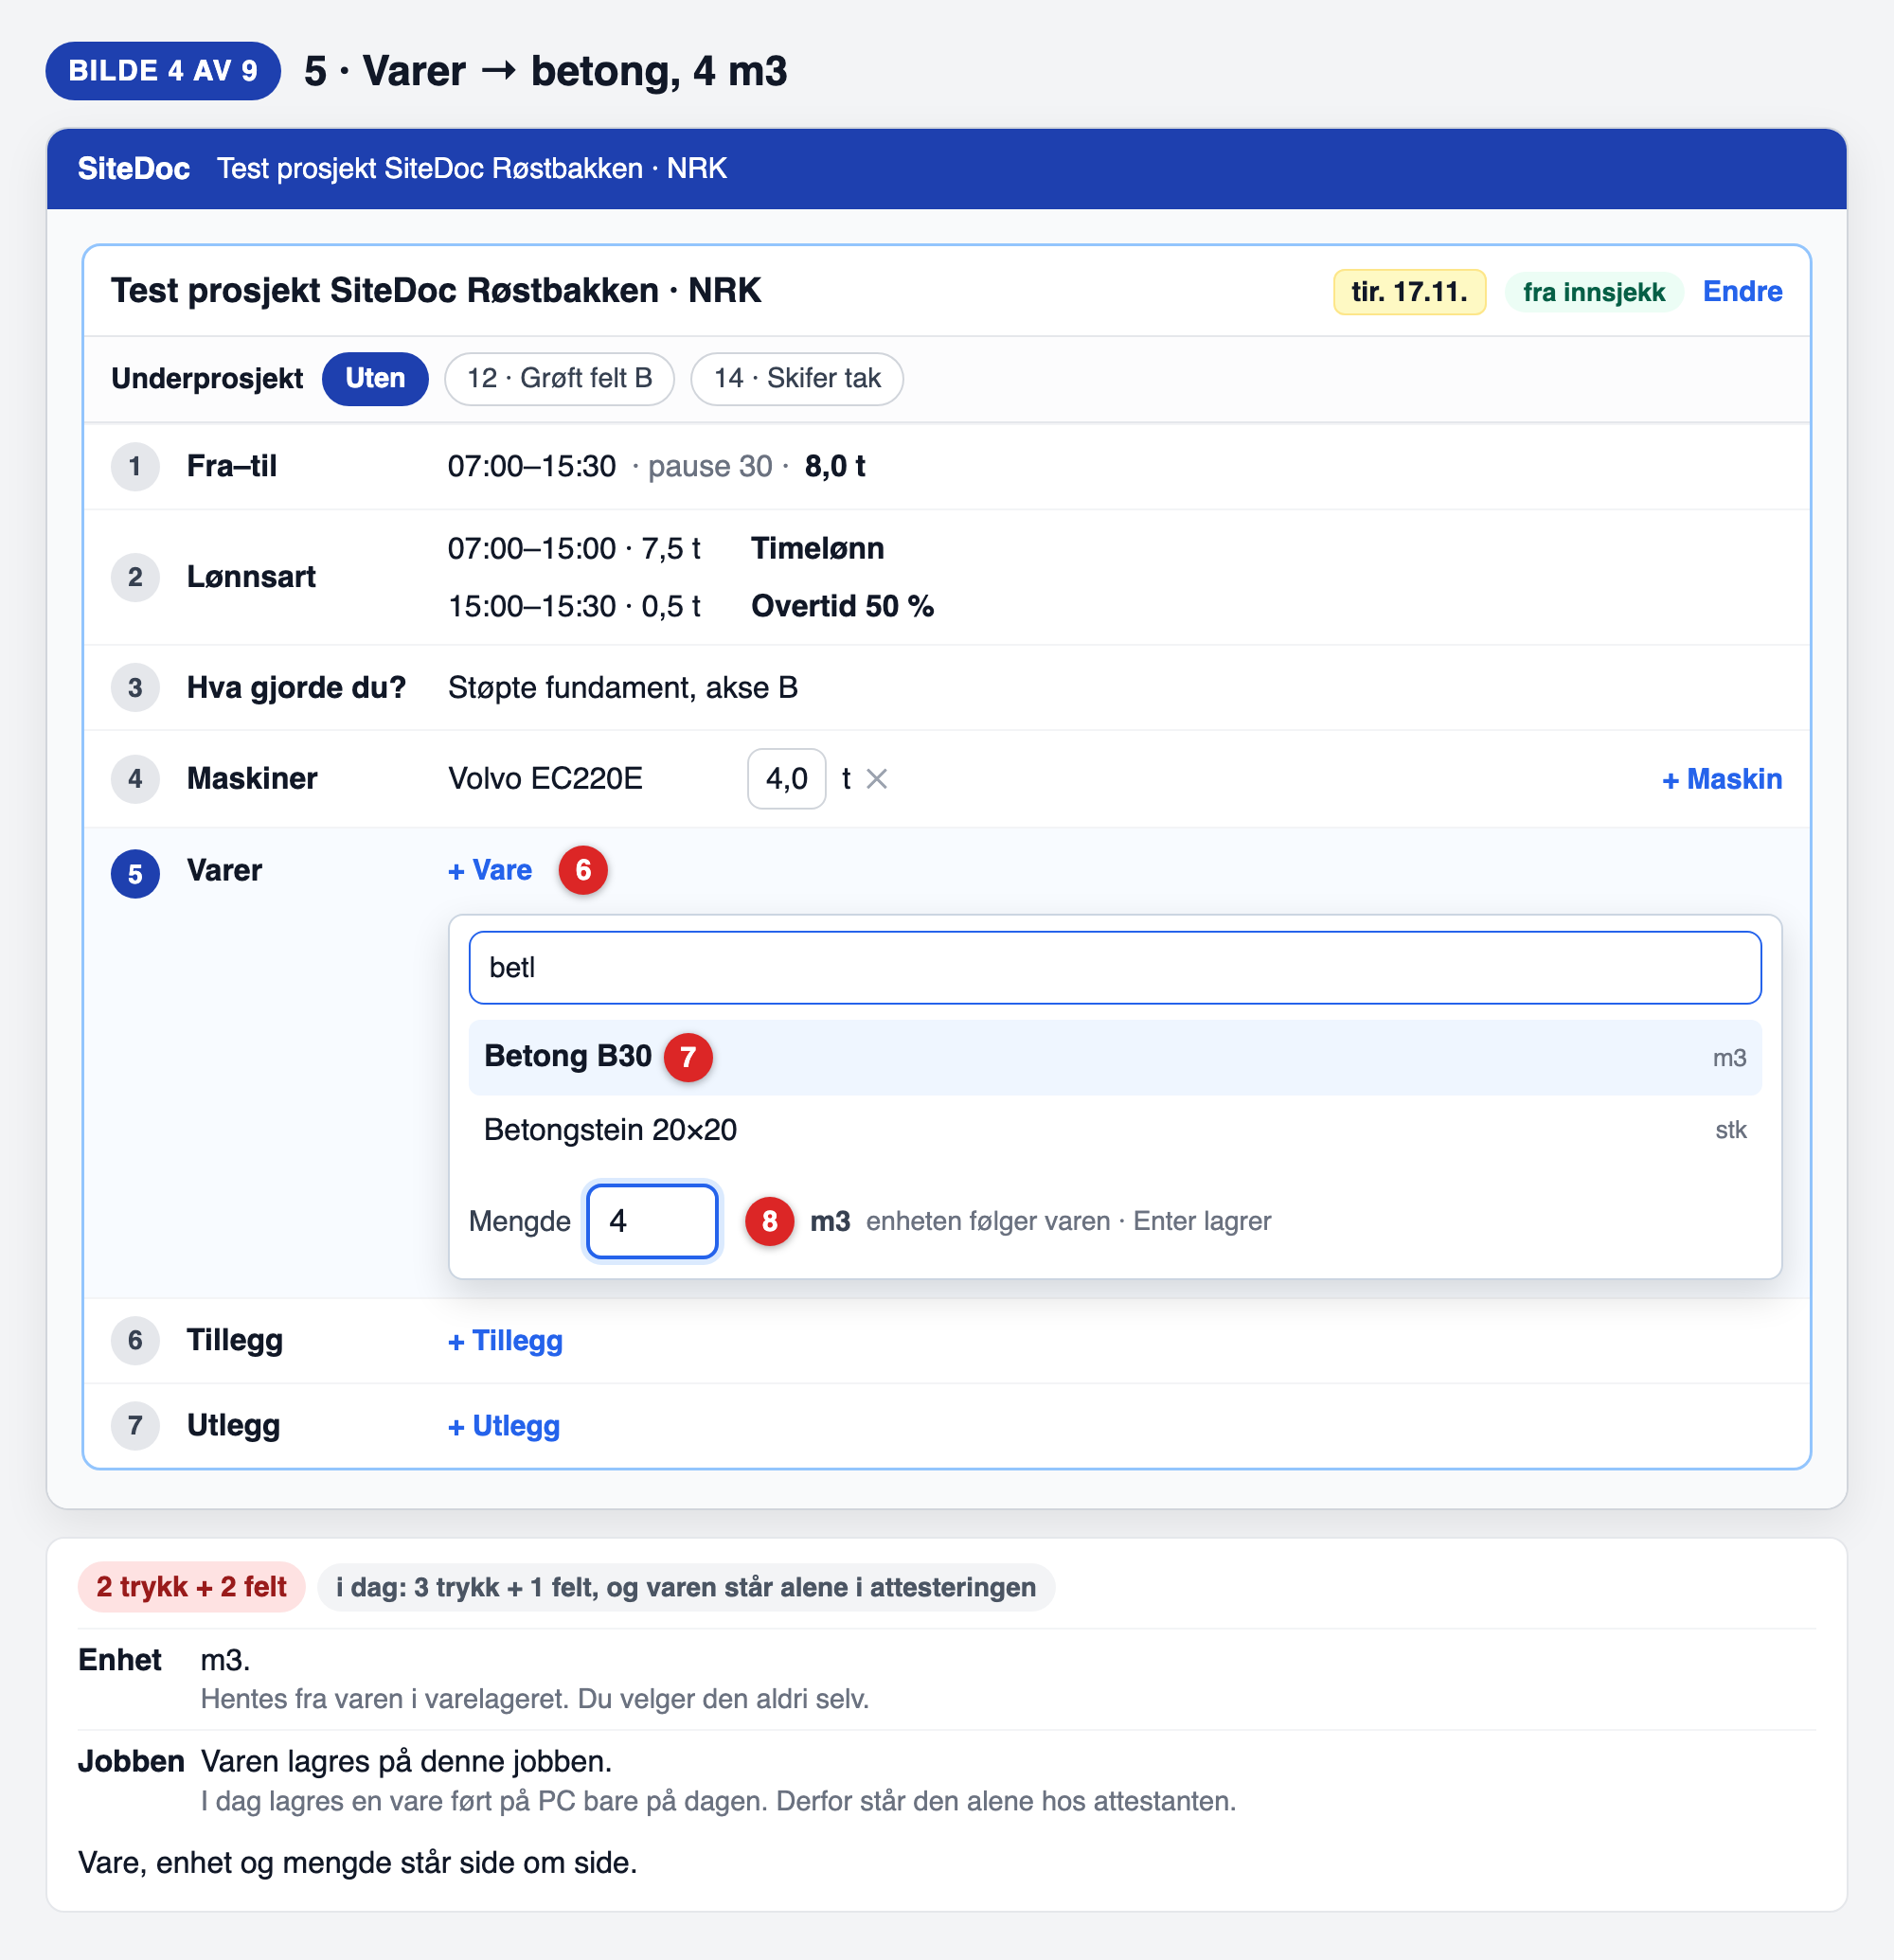 BILDE 4 AV 9 5 · Varer → betong, 4 m3
SiteDoc Test prosjekt SiteDoc Røstbakken · NRK
Test prosjekt SiteDoc Røstbakken · NRK tir. 17.11. fra innsjekk Endre
Underprosjekt Uten 12 · Grøft felt B 14 · Skifer tak
1 Fra–til 07:00–15:30 · pause 30 · 8,0 t
2 Lønnsart 07:00–15:00 · 7,5 t Timelønn
15:00–15:30 · 0,5 t Overtid 50 %
3 Hva gjorde du? Støpte fundament, akse B
4 Maskiner Volvo EC220E 4,0 t × + Maskin
5 Varer + Vare 6
betl
Betong B30 7 m3
Betongstein 20×20 stk
Mengde 4 8 m3 enheten følger varen · Enter lagrer
6 Tillegg + Tillegg
7 Utlegg + Utlegg
2 trykk + 2 felt i dag: 3 trykk + 1 felt, og varen står alene i attesteringen
Enhet m3.
Hentes fra varen i varelageret. Du velger den aldri selv.
Jobben Varen lagres på denne jobben.
I dag lagres en vare ført på PC bare på dagen. Derfor står den alene hos attestanten.
Vare, enhet og mengde står side om side.